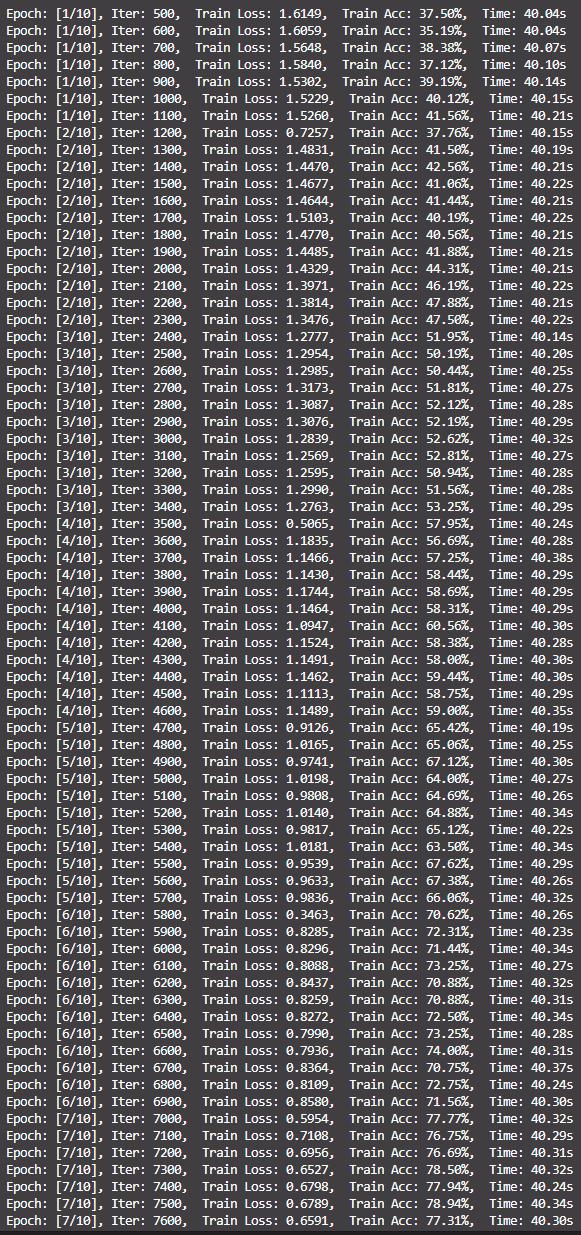 Epoch: [1/10], Iter: 500,  Train Loss: 1.6149,  Train Acc: 37.50%,  Time: 40.04s
Epoch: [1/10], Iter: 600,  Train Loss: 1.6059,  Train Acc: 35.19%,  Time: 40.04s
Epoch: [1/10], Iter: 700,  Train Loss: 1.5648,  Train Acc: 38.38%,  Time: 40.07s
Epoch: [1/10], Iter: 800,  Train Loss: 1.5840,  Train Acc: 37.12%,  Time: 40.10s
Epoch: [1/10], Iter: 900,  Train Loss: 1.5302,  Train Acc: 39.19%,  Time: 40.14s
Epoch: [1/10], Iter: 1000,  Train Loss: 1.5229,  Train Acc: 40.12%,  Time: 40.15s
Epoch: [1/10], Iter: 1100,  Train Loss: 1.5260,  Train Acc: 41.56%,  Time: 40.21s
Epoch: [2/10], Iter: 1200,  Train Loss: 0.7257,  Train Acc: 37.76%,  Time: 40.15s
Epoch: [2/10], Iter: 1300,  Train Loss: 1.4831,  Train Acc: 41.50%,  Time: 40.19s
Epoch: [2/10], Iter: 1400,  Train Loss: 1.4470,  Train Acc: 42.56%,  Time: 40.21s
Epoch: [2/10], Iter: 1500,  Train Loss: 1.4677,  Train Acc: 41.06%,  Time: 40.22s
Epoch: [2/10], Iter: 1600,  Train Loss: 1.4644,  Train Acc: 41.44%,  Time: 40.21s
Epoch: [2/10], Iter: 1700,  Train Loss: 1.5103,  Train Acc: 40.19%,  Time: 40.22s
Epoch: [2/10], Iter: 1800,  Train Loss: 1.4770,  Train Acc: 40.56%,  Time: 40.21s
Epoch: [2/10], Iter: 1900,  Train Loss: 1.4485,  Train Acc: 41.88%,  Time: 40.21s
Epoch: [2/10], Iter: 2000,  Train Loss: 1.4329,  Train Acc: 44.31%,  Time: 40.21s
Epoch: [2/10], Iter: 2100,  Train Loss: 1.3971,  Train Acc: 46.19%,  Time: 40.22s
Epoch: [2/10], Iter: 2200,  Train Loss: 1.3814,  Train Acc: 47.88%,  Time: 40.21s
Epoch: [2/10], Iter: 2300,  Train Loss: 1.3476,  Train Acc: 47.50%,  Time: 40.22s
Epoch: [3/10], Iter: 2400,  Train Loss: 1.2777,  Train Acc: 51.95%,  Time: 40.14s
Epoch: [3/10], Iter: 2500,  Train Loss: 1.2954,  Train Acc: 50.19%,  Time: 40.20s
Epoch: [3/10], Iter: 2600,  Train Loss: 1.2985,  Train Acc: 50.44%,  Time: 40.25s
Epoch: [3/10], Iter: 2700,  Train Loss: 1.3173,  Train Acc: 51.81%,  Time: 40.27s
Epoch: [3/10], Iter: 2800,  Train Loss: 1.3087,  Train Acc: 52.12%,  Time: 40.28s
Epoch: [3/10], Iter: 2900,  Train Loss: 1.3076,  Train Acc: 52.19%,  Time: 40.29s
Epoch: [3/10], Iter: 3000,  Train Loss: 1.2839,  Train Acc: 52.62%,  Time: 40.32s
Epoch: [3/10], Iter: 3100,  Train Loss: 1.2569,  Train Acc: 52.81%,  Time: 40.27s
Epoch: [3/10], Iter: 3200,  Train Loss: 1.2595,  Train Acc: 50.94%,  Time: 40.28s
Epoch: [3/10], Iter: 3300,  Train Loss: 1.2990,  Train Acc: 51.56%,  Time: 40.28s
Epoch: [3/10], Iter: 3400,  Train Loss: 1.2763,  Train Acc: 53.25%,  Time: 40.29s
Epoch: [4/10], Iter: 3500,  Train Loss: 0.5065,  Train Acc: 57.95%,  Time: 40.24s
Epoch: [4/10], Iter: 3600,  Train Loss: 1.1835,  Train Acc: 56.69%,  Time: 40.28s
Epoch: [4/10], Iter: 3700,  Train Loss: 1.1466,  Train Acc: 57.25%,  Time: 40.38s
Epoch: [4/10], Iter: 3800,  Train Loss: 1.1430,  Train Acc: 58.44%,  Time: 40.29s
Epoch: [4/10], Iter: 3900,  Train Loss: 1.1744,  Train Acc: 58.69%,  Time: 40.29s
Epoch: [4/10], Iter: 4000,  Train Loss: 1.1464,  Train Acc: 58.31%,  Time: 40.29s
Epoch: [4/10], Iter: 4100,  Train Loss: 1.0947,  Train Acc: 60.56%,  Time: 40.30s
Epoch: [4/10], Iter: 4200,  Train Loss: 1.1524,  Train Acc: 58.38%,  Time: 40.28s
Epoch: [4/10], Iter: 4300,  Train Loss: 1.1491,  Train Acc: 58.00%,  Time: 40.30s
Epoch: [4/10], Iter: 4400,  Train Loss: 1.1462,  Train Acc: 59.44%,  Time: 40.30s
Epoch: [4/10], Iter: 4500,  Train Loss: 1.1113,  Train Acc: 58.75%,  Time: 40.29s
Epoch: [4/10], Iter: 4600,  Train Loss: 1.1489,  Train Acc: 59.00%,  Time: 40.35s
Epoch: [5/10], Iter: 4700,  Train Loss: 0.9126,  Train Acc: 65.42%,  Time: 40.19s
Epoch: [5/10], Iter: 4800,  Train Loss: 1.0165,  Train Acc: 65.06%,  Time: 40.25s
Epoch: [5/10], Iter: 4900,  Train Loss: 0.9741,  Train Acc: 67.12%,  Time: 40.30s
Epoch: [5/10], Iter: 5000,  Train Loss: 1.0198,  Train Acc: 64.00%,  Time: 40.27s
Epoch: [5/10], Iter: 5100,  Train Loss: 0.9808,  Train Acc: 64.69%,  Time: 40.26s
Epoch: [5/10], Iter: 5200,  Train Loss: 1.0140,  Train Acc: 64.88%,  Time: 40.34s
Epoch: [5/10], Iter: 5300,  Train Loss: 0.9817,  Train Acc: 65.12%,  Time: 40.22s
Epoch: [5/10], Iter: 5400,  Train Loss: 1.0181,  Train Acc: 63.50%,  Time: 40.34s
Epoch: [5/10], Iter: 5500,  Train Loss: 0.9539,  Train Acc: 67.62%,  Time: 40.29s
Epoch: [5/10], Iter: 5600,  Train Loss: 0.9633,  Train Acc: 67.38%,  Time: 40.26s
Epoch: [5/10], Iter: 5700,  Train Loss: 0.9836,  Train Acc: 66.06%,  Time: 40.32s
Epoch: [6/10], Iter: 5800,  Train Loss: 0.3463,  Train Acc: 70.62%,  Time: 40.26s
Epoch: [6/10], Iter: 5900,  Train Loss: 0.8285,  Train Acc: 72.31%,  Time: 40.23s
Epoch: [6/10], Iter: 6000,  Train Loss: 0.8296,  Train Acc: 71.44%,  Time: 40.34s
Epoch: [6/10], Iter: 6100,  Train Loss: 0.8088,  Train Acc: 73.25%,  Time: 40.27s
Epoch: [6/10], Iter: 6200,  Train Loss: 0.8437,  Train Acc: 70.88%,  Time: 40.32s
Epoch: [6/10], Iter: 6300,  Train Loss: 0.8259,  Train Acc: 70.88%,  Time: 40.31s
Epoch: [6/10], Iter: 6400,  Train Loss: 0.8272,  Train Acc: 72.50%,  Time: 40.34s
Epoch: [6/10], Iter: 6500,  Train Loss: 0.7990,  Train Acc: 73.25%,  Time: 40.28s
Epoch: [6/10], Iter: 6600,  Train Loss: 0.7936,  Train Acc: 74.00%,  Time: 40.31s
Epoch: [6/10], Iter: 6700,  Train Loss: 0.8364,  Train Acc: 70.75%,  Time: 40.37s
Epoch: [6/10], Iter: 6800,  Train Loss: 0.8109,  Train Acc: 72.75%,  Time: 40.24s
Epoch: [6/10], Iter: 6900,  Train Loss: 0.8580,  Train Acc: 71.56%,  Time: 40.30s
Epoch: [7/10], Iter: 7000,  Train Loss: 0.5954,  Train Acc: 77.77%,  Time: 40.32s
Epoch: [7/10], Iter: 7100,  Train Loss: 0.7108,  Train Acc: 76.75%,  Time: 40.29s
Epoch: [7/10], Iter: 7200,  Train Loss: 0.6956,  Train Acc: 76.69%,  Time: 40.31s
Epoch: [7/10], Iter: 7300,  Train Loss: 0.6527,  Train Acc: 78.50%,  Time: 40.32s
Epoch: [7/10], Iter: 7400,  Train Loss: 0.6798,  Train Acc: 77.94%,  Time: 40.24s
Epoch: [7/10], Iter: 7500,  Train Loss: 0.6789,  Train Acc: 78.94%,  Time: 40.34s
Epoch: [7/10], Iter: 7600,  Train Loss: 0.6591,  Train Acc: 77.31%,  Time: 40.30s